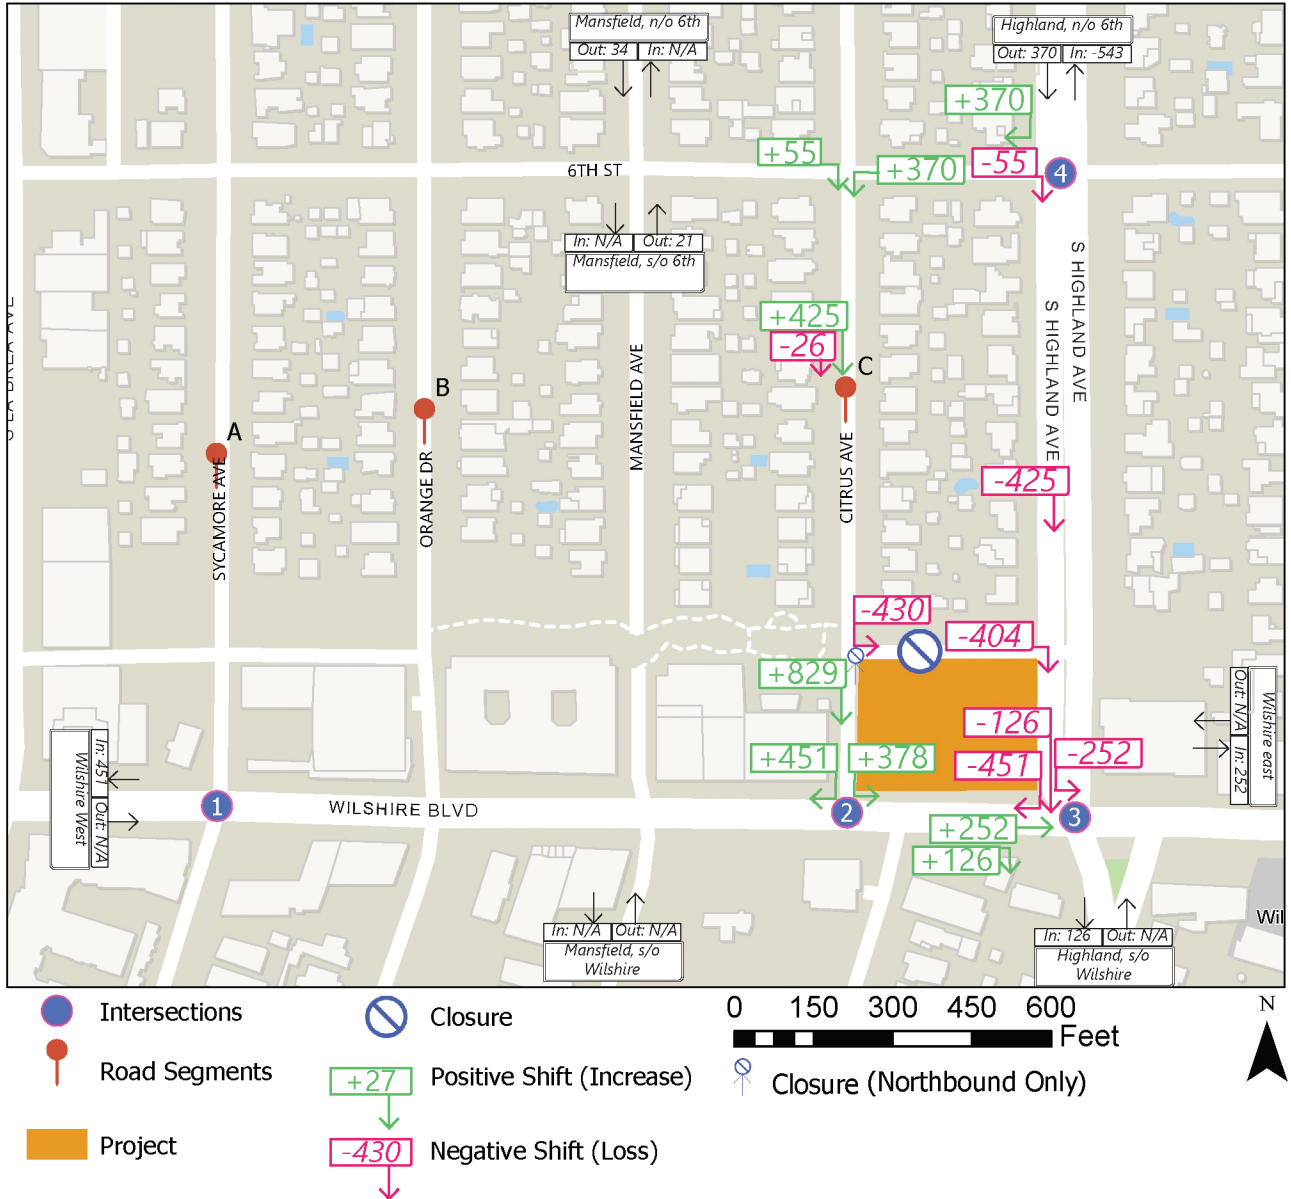 Mansfield, n/o 6th
Out: 34 In: N/A
Highland, n/o 6th
Out: 370 In: -543
+370
+55
+370
-55
4
6TH ST
In: N/A Out: 21
Mansfield, s/o 6th
S HIGHLAND AVE
S HIGHLAND AVE
+425
-26
C
B
A
MANSFIELD AVE
CITRUS AVE
ORANGE DR
SYCAMORE AVE
-425
-430
-404
+829
-126
+451
+378
-451
-252
Out: N/A In: 252
Wilshire east
In: 451 Out: N/A
Wilshire West
1
WILSHIRE BLVD
2
3
+252
+126
In: N/A Out: N/A
Mansfield, s/o
Wilshire
In: 126 Out: N/A
Highland, s/o
Wilshire
Wil
Intersections
Road Segments
Project
Closure
+27
Positive Shift (Increase)
-430
Negative Shift (Loss)
0 150 300 450 600
Feet
Closure (Northbound Only)
N